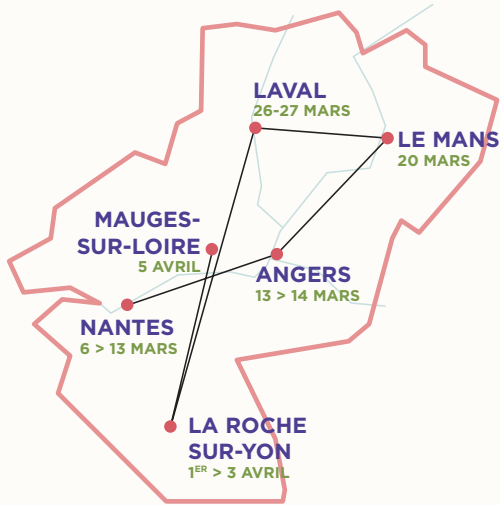 LAVAL
26-27 MARS
LE MANS
20 MARS
MAUGES-
SUR-LOIRE
5 AVRIL
ANGERS
13 > 14 MARS
NANTES
6 > 13 MARS
LA ROCHE
SUR-YON
1ER > 3 AVRIL